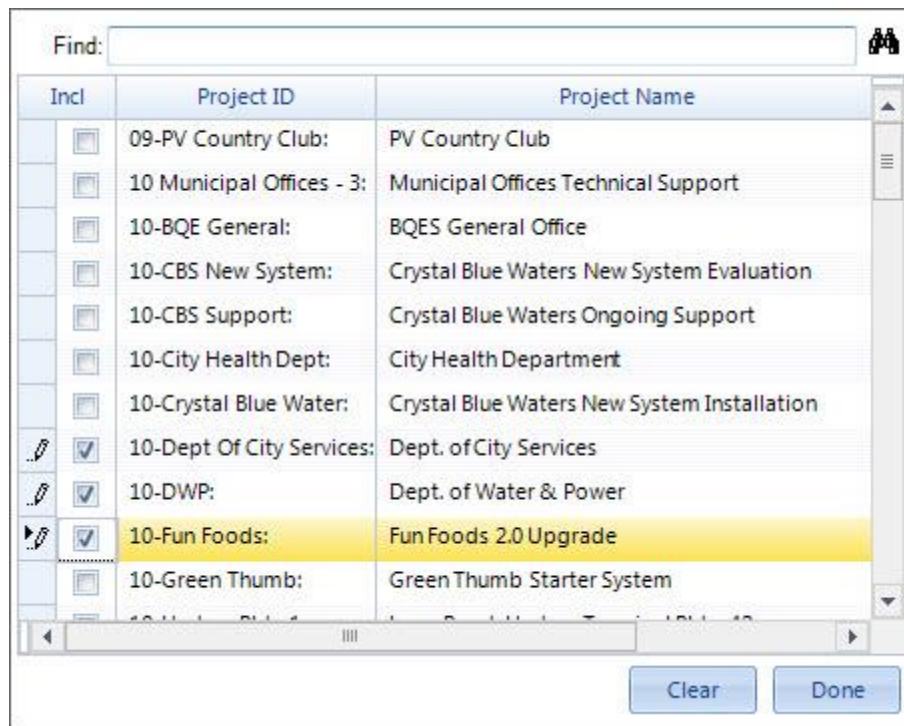 Find:
Incl Project ID Project Name
09-PV Country Club: PV Country Club
10 Municipal Offices - 3: Municipal Offices Technical Support
10-BQE General: BQES General Office
10-CBS New System: Crystal Blue Waters New System Evaluation
10-CBS Support: Crystal Blue Waters Ongoing Support
10-City Health Dept: City Health Department
10-Crystal Blue Water: Crystal Blue Waters New System Installation
10-Dept Of City Services: Dept. of City Services
10-DWP: Dept. of Water & Power
10-Fun Foods: Fun Foods 2.0 Upgrade
10-Green Thumb: Green Thumb Starter System
Clear Done